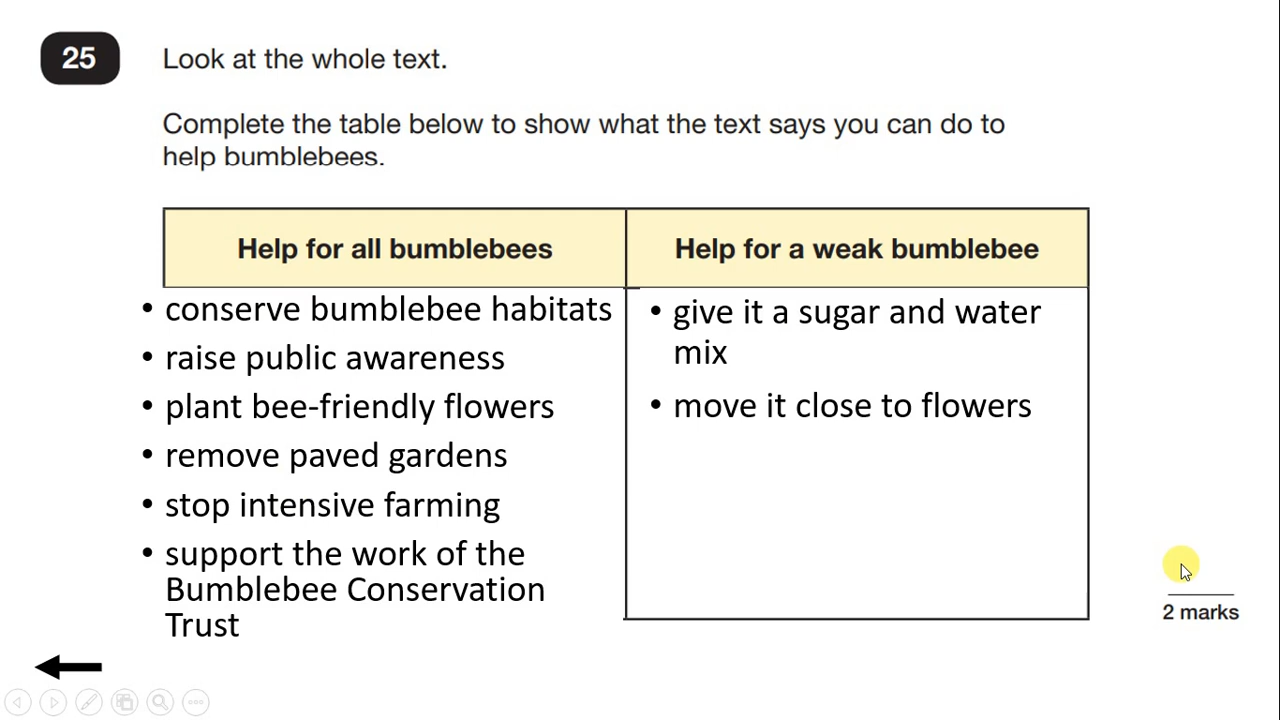 25
Look at the whole text.
Complete the table below to show what the text says you can do to
help bumblebees.
Help for all bumblebees
Help for a weak bumblebee
• conserve bumblebee habitats
• raise public awareness
• plant bee-friendly flowers
• remove paved gardens
• stop intensive farming
• support the work of the
Bumblebee Conservation
Trust
• give it a sugar and water
mix
• move it close to flowers
2 marks